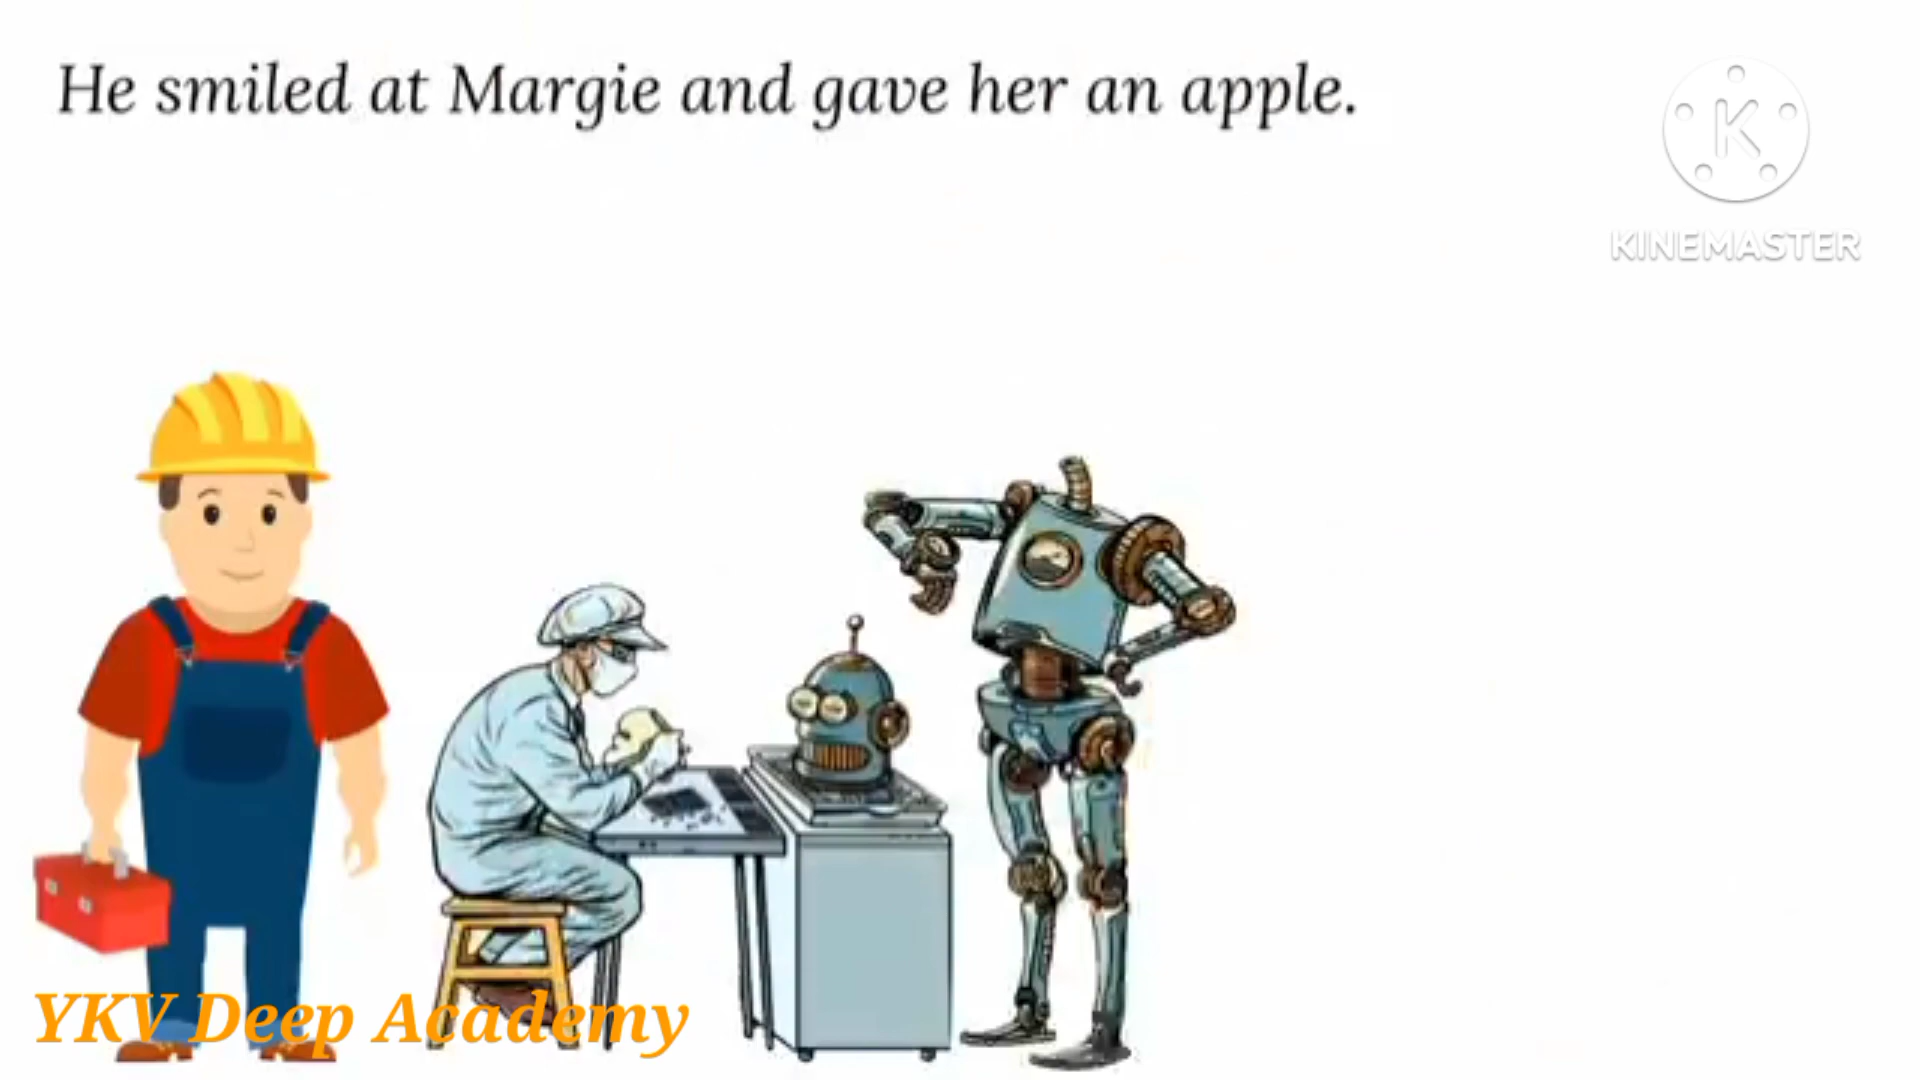 He smiled at Margie and gave her an apple.
K
KINEMASTER
YKV Deep Academy